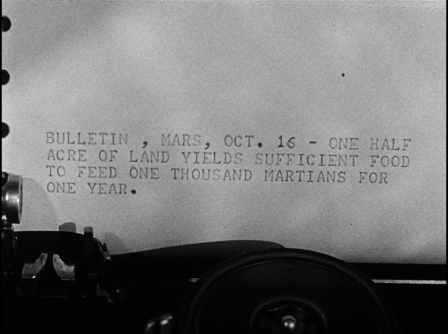 BULLETIN , MARS, OCT. 16 - ONE HALF
ACRE OF LAND YIELDS SUFFICIENT FOOD
TO FEED ONE THOUSAND MARTIANS FOR
ONE YEAR.